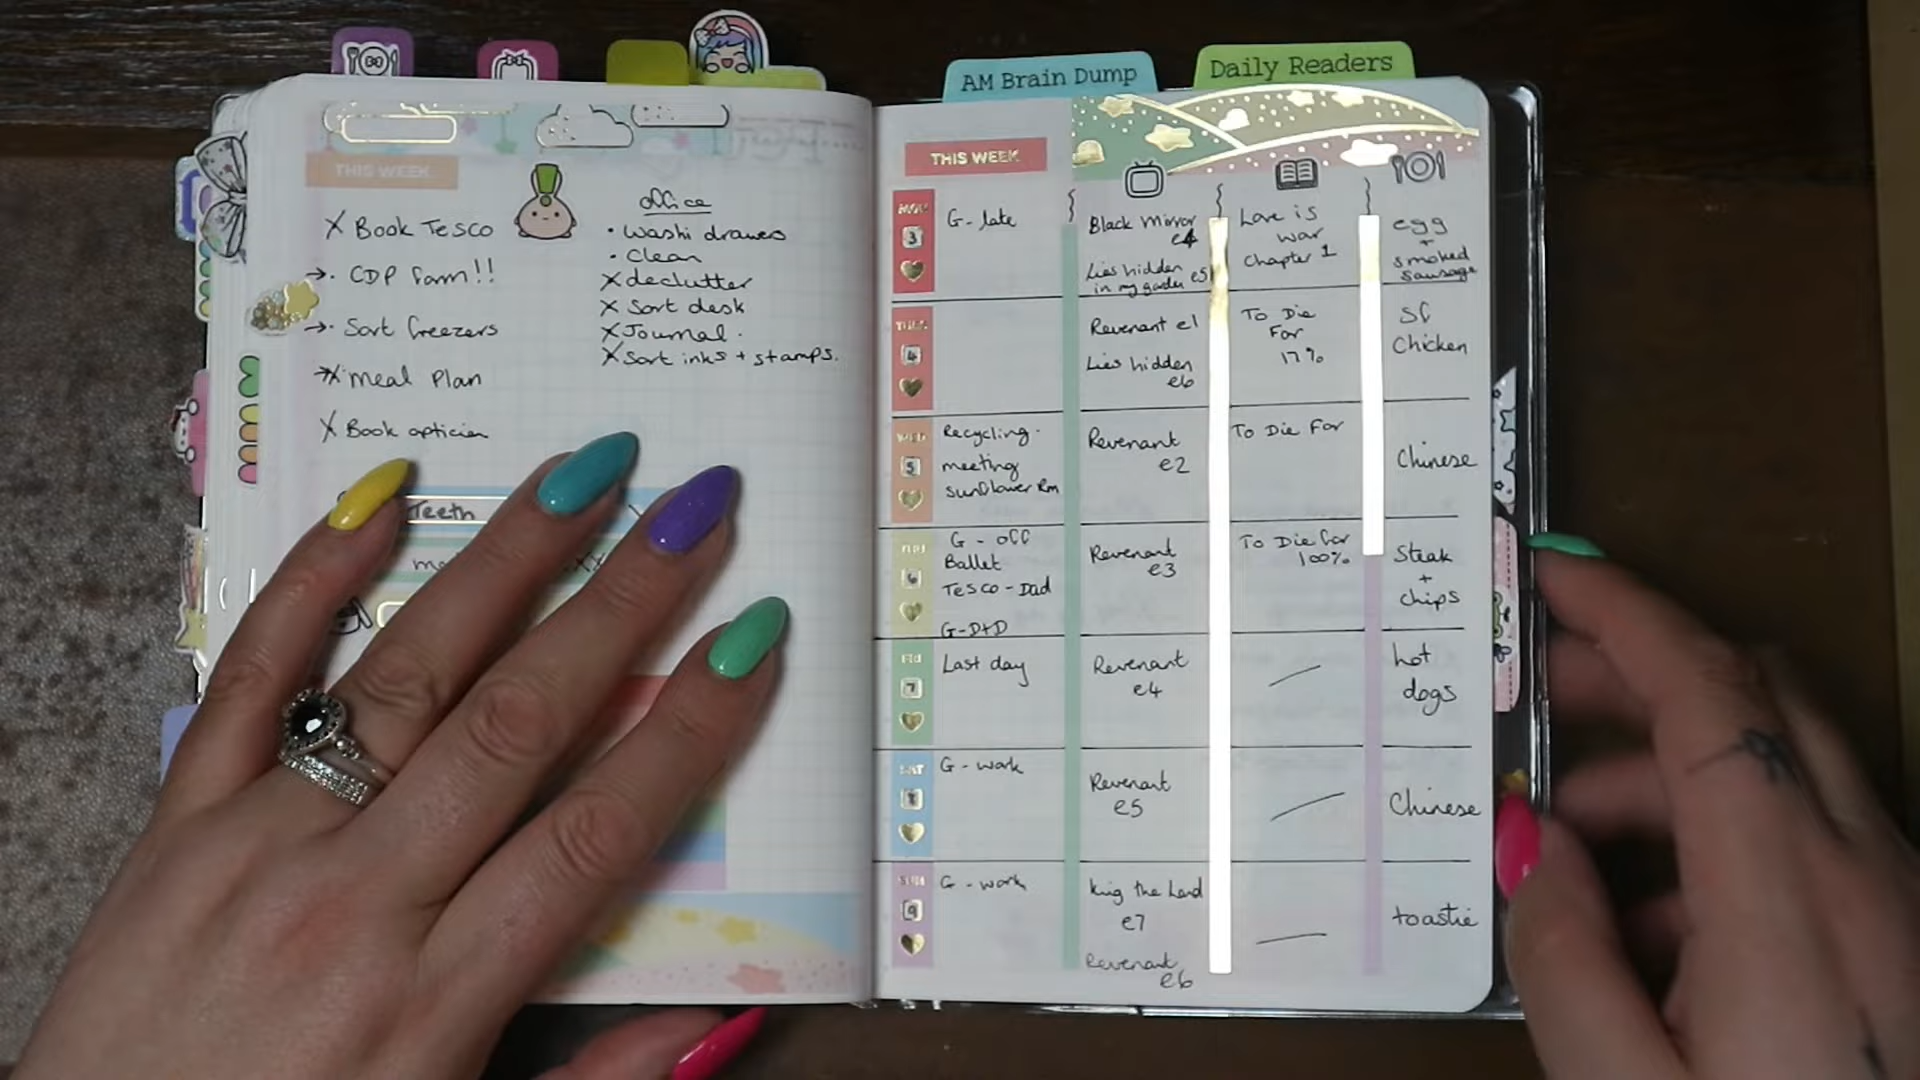 AM Brain Dump
Daily Readers
THIS WEEK
X Book Tesco
→ · CDP form!!
→ · Sort freezers
X meal Plan
X Book optician
office
· washi drawes
· clean
X declutter
X Sort desk
X Journal ·
X Sort inks + stamps.
Teeth
THIS WEEK
MON
3
G - late
Black Mirror
e4
Lies hidden
in my garden e5
Love is
war
chapter 1
egg
+
smoked
sausage
TUES
4
Revenant e1
Lies hidden
e6
To Die
For
17%
SF
Chicken
WED
5
Recycling ·
meeting
sunflower Rm
Revenant
e2
To Die For
Chinese
THU
6
G - off
Ballet
Tesco - Dad
G - D+D
Revenant
e3
To Die For
100%
Steak
+
chips
FRI
7
Last day
Revenant
e4
hot
dogs
SAT
8
G - work
Revenant
e5
Chinese
SUN
9
G - work
King the Land
e7
Revenant
e6
toastie